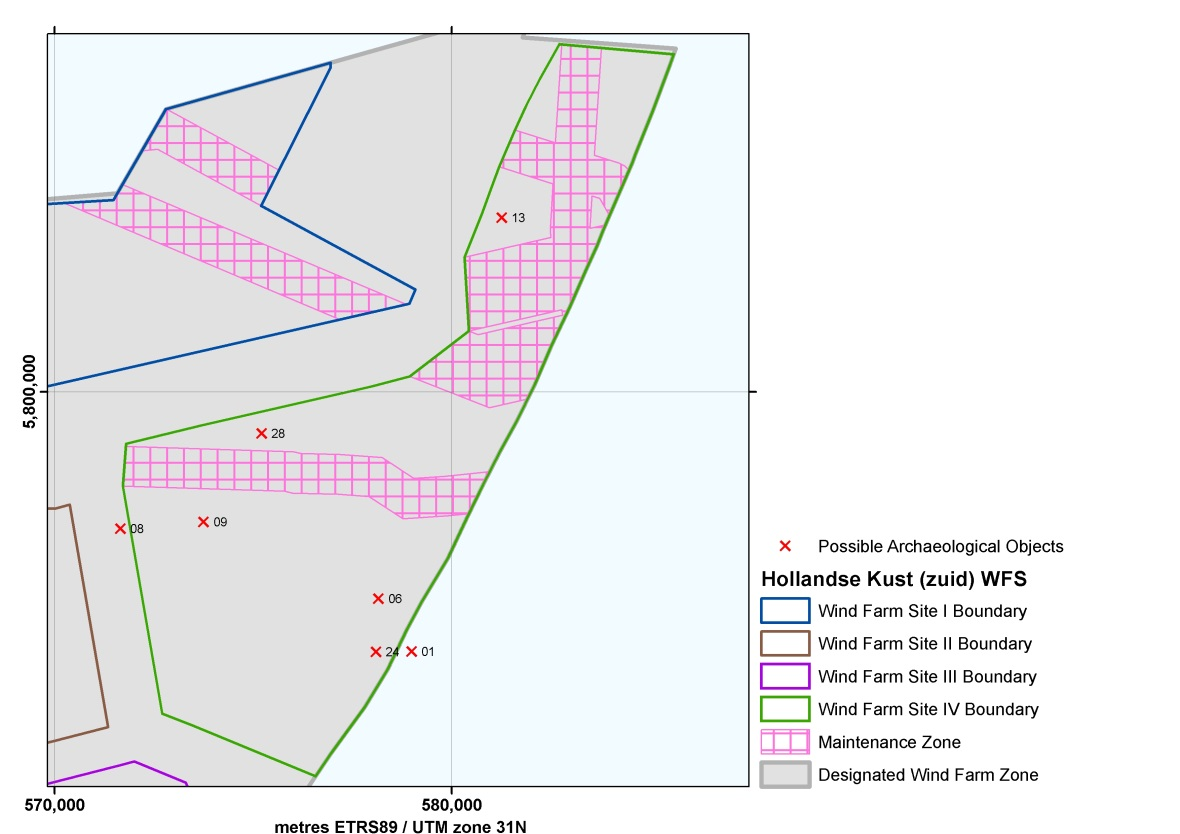 13
5,800,000
28
08
09
06
24
01
Possible Archaeological Objects
Hollandse Kust (zuid) WFS
Wind Farm Site I Boundary
Wind Farm Site II Boundary
Wind Farm Site III Boundary
Wind Farm Site IV Boundary
Maintenance Zone
Designated Wind Farm Zone
570,000
580,000
metres ETRS89 / UTM zone 31N